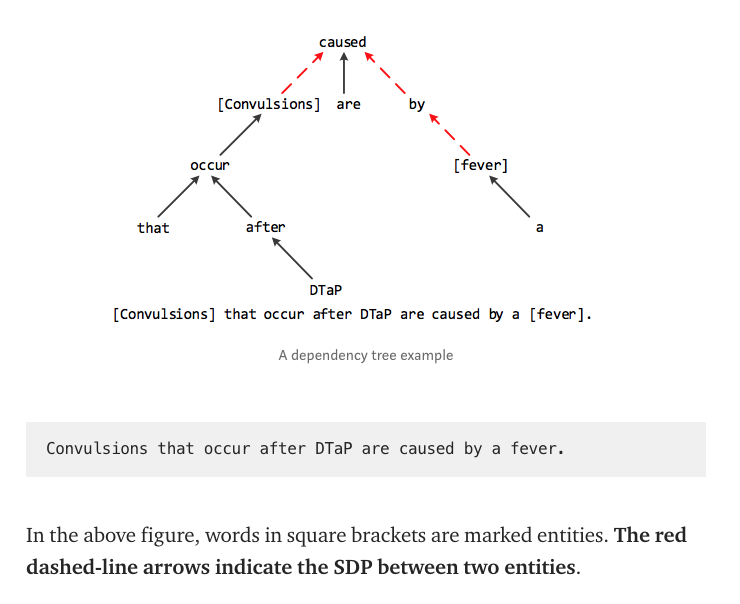 caused
[Convulsions] are by
occur [fever]
that after a
DTaP
[Convulsions] that occur after DTaP are caused by a [fever].
A dependency tree example
Convulsions that occur after DTaP are caused by a fever.
In the above figure, words in square brackets are marked entities. The red
dashed-line arrows indicate the SDP between two entities.